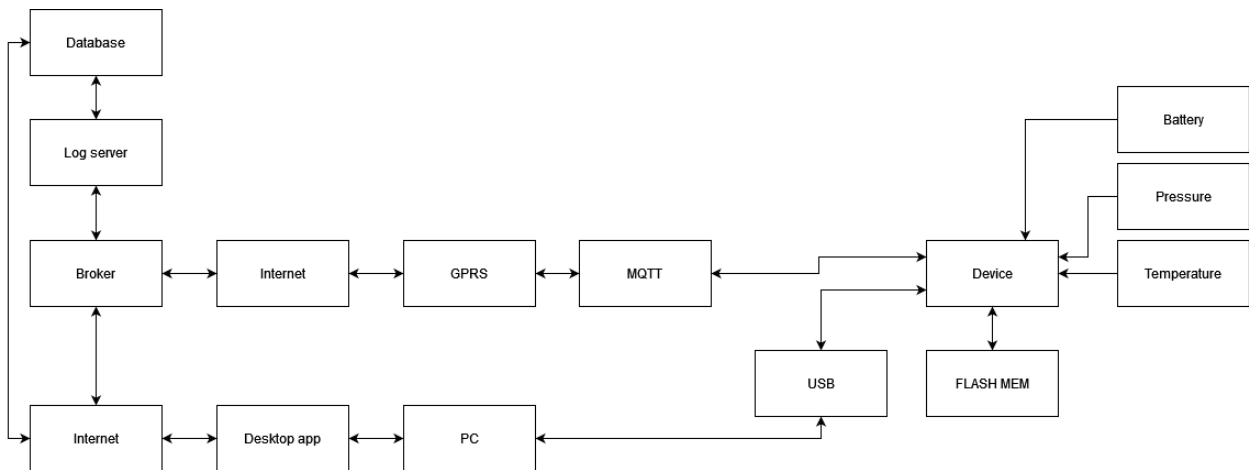 Database
Battery
Log server
Pressure
Broker
Internet
GPRS
MQTT
Device
Temperature
USB
FLASH MEM
Internet
Desktop app
PC